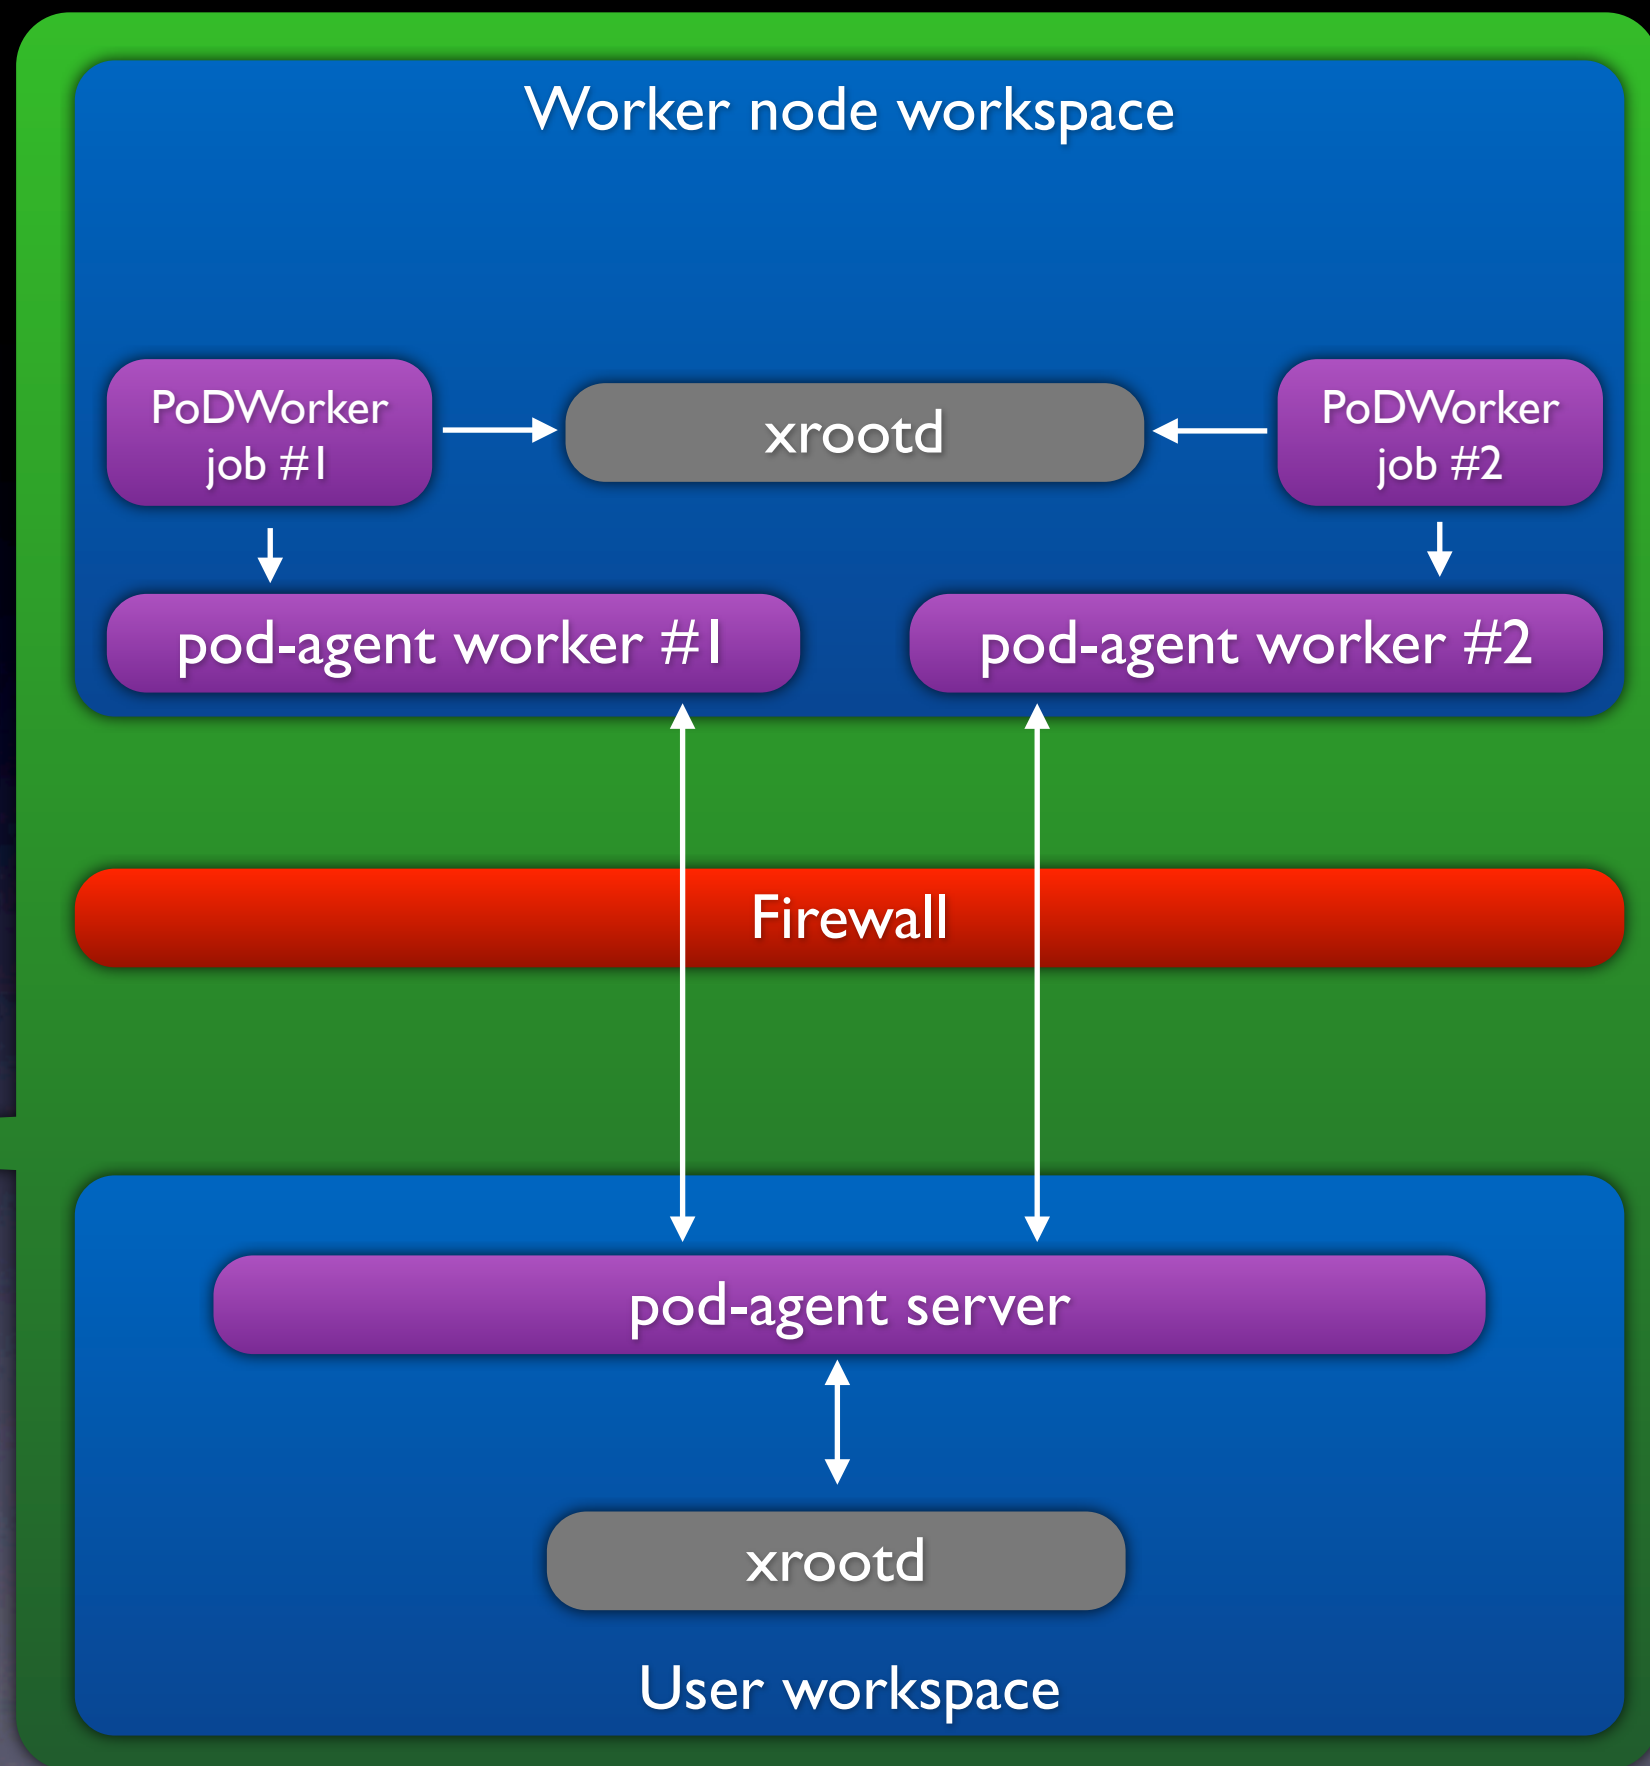 Worker node workspace
PoDWorker
job #1
xrootd
PoDWorker
job #2
pod-agent worker #1
pod-agent worker #2
Firewall
pod-agent server
xrootd
User workspace